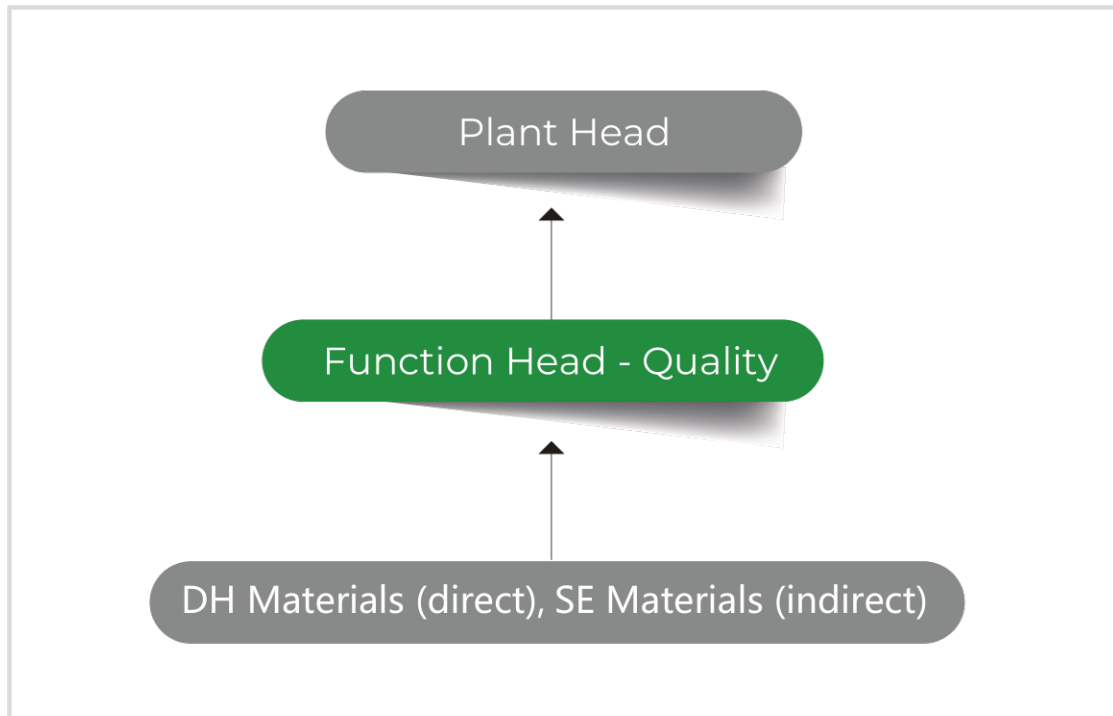 Plant Head
Function Head - Quality
DH Materials (direct), SE Materials (indirect)